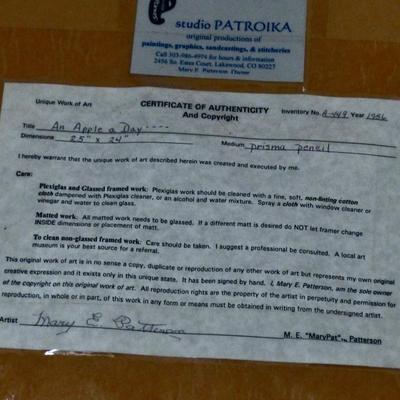 studio PATROIKA
original productions of
paintings, graphics, sandcastings, & stitcheries
Call 303-986-4974 for hours & information
2456 So. Estes Court, Lakewood, CO 80227
Mary E. Patterson, Owner
Unique Work of Art
CERTIFICATE OF AUTHENTICITY
And Copyright
Inventory No. A-449 Year 1986
Title An Apple a Day ....
Dimensions 25" x 24"
Medium prisma pencil
I hereby warrant that the unique work of art described herein was created and executed by me.
Care:
Plexiglas and Glassed framed work: Plexiglas work should be cleaned with a fine, soft, non-linting cotton
cloth dampened with Plexiglas cleaner, or an alcohol and water mixture. Spray a cloth with window cleaner or
vinegar and water to clean glass.
Matted work: All matted work needs to be glassed. If a different matt is desired do NOT let framer change
INSIDE dimensions or placement of matt.
To clean non-glassed framed work: Care should be taken. I suggest a professional be consulted. A local art
museum is your best source for a referral.
This original work of art is in no sense a copy, duplicate or reproduction of any other work of art but represents my own original
creative expression and it exists only in this unique state. It has been signed by hand. I, Mary E. Patterson, am the sole owner
of the copyright on this original work of art. All reproduction rights are the property of the artist in perpetuity and permission for
reproduction, in whole or in part, of this work in any form or means must be obtained in writing from the undersigned artist.
Artist Mary E Patterson
M. E. "MaryPat" Patterson